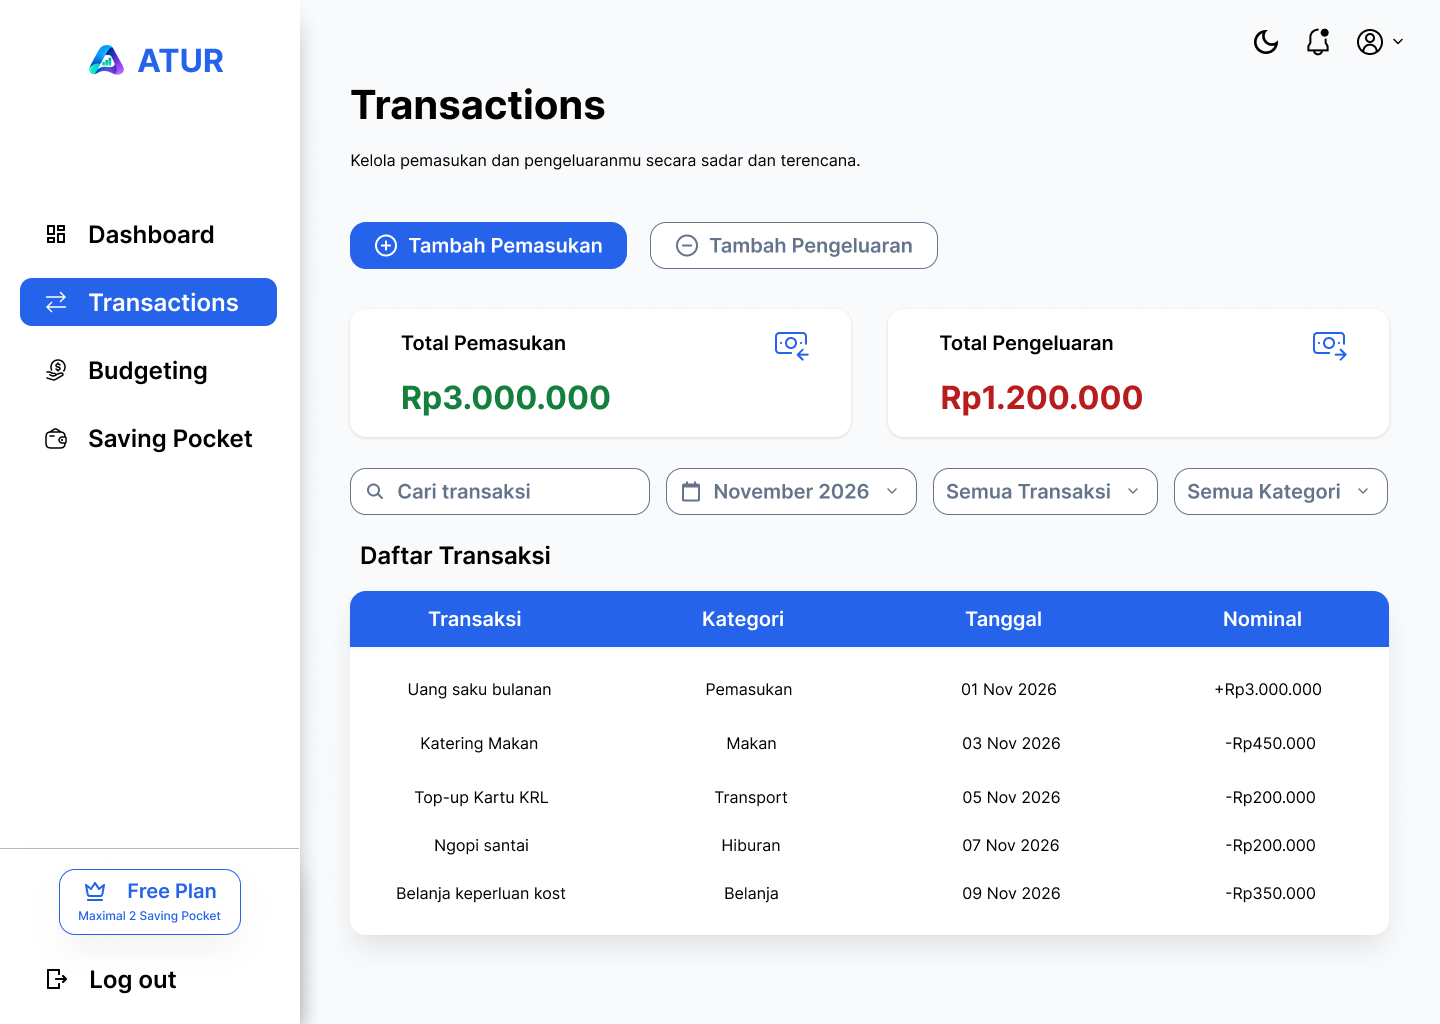 ATUR
Dashboard
Transactions
Budgeting
Saving Pocket
Free Plan
Maximal 2 Saving Pocket
Log out
Transactions
Kelola pemasukan dan pengeluaranmu secara sadar dan terencana.
Tambah Pemasukan
Tambah Pengeluaran
Total Pemasukan
Rp3.000.000
Total Pengeluaran
Rp1.200.000
Cari transaksi
November 2026
Semua Transaksi
Semua Kategori
Daftar Transaksi
Transaksi Kategori Tanggal Nominal
Uang saku bulanan Pemasukan 01 Nov 2026 +Rp3.000.000
Katering Makan Makan 03 Nov 2026 -Rp450.000
Top-up Kartu KRL Transport 05 Nov 2026 -Rp200.000
Ngopi santai Hiburan 07 Nov 2026 -Rp200.000
Belanja keperluan kost Belanja 09 Nov 2026 -Rp350.000